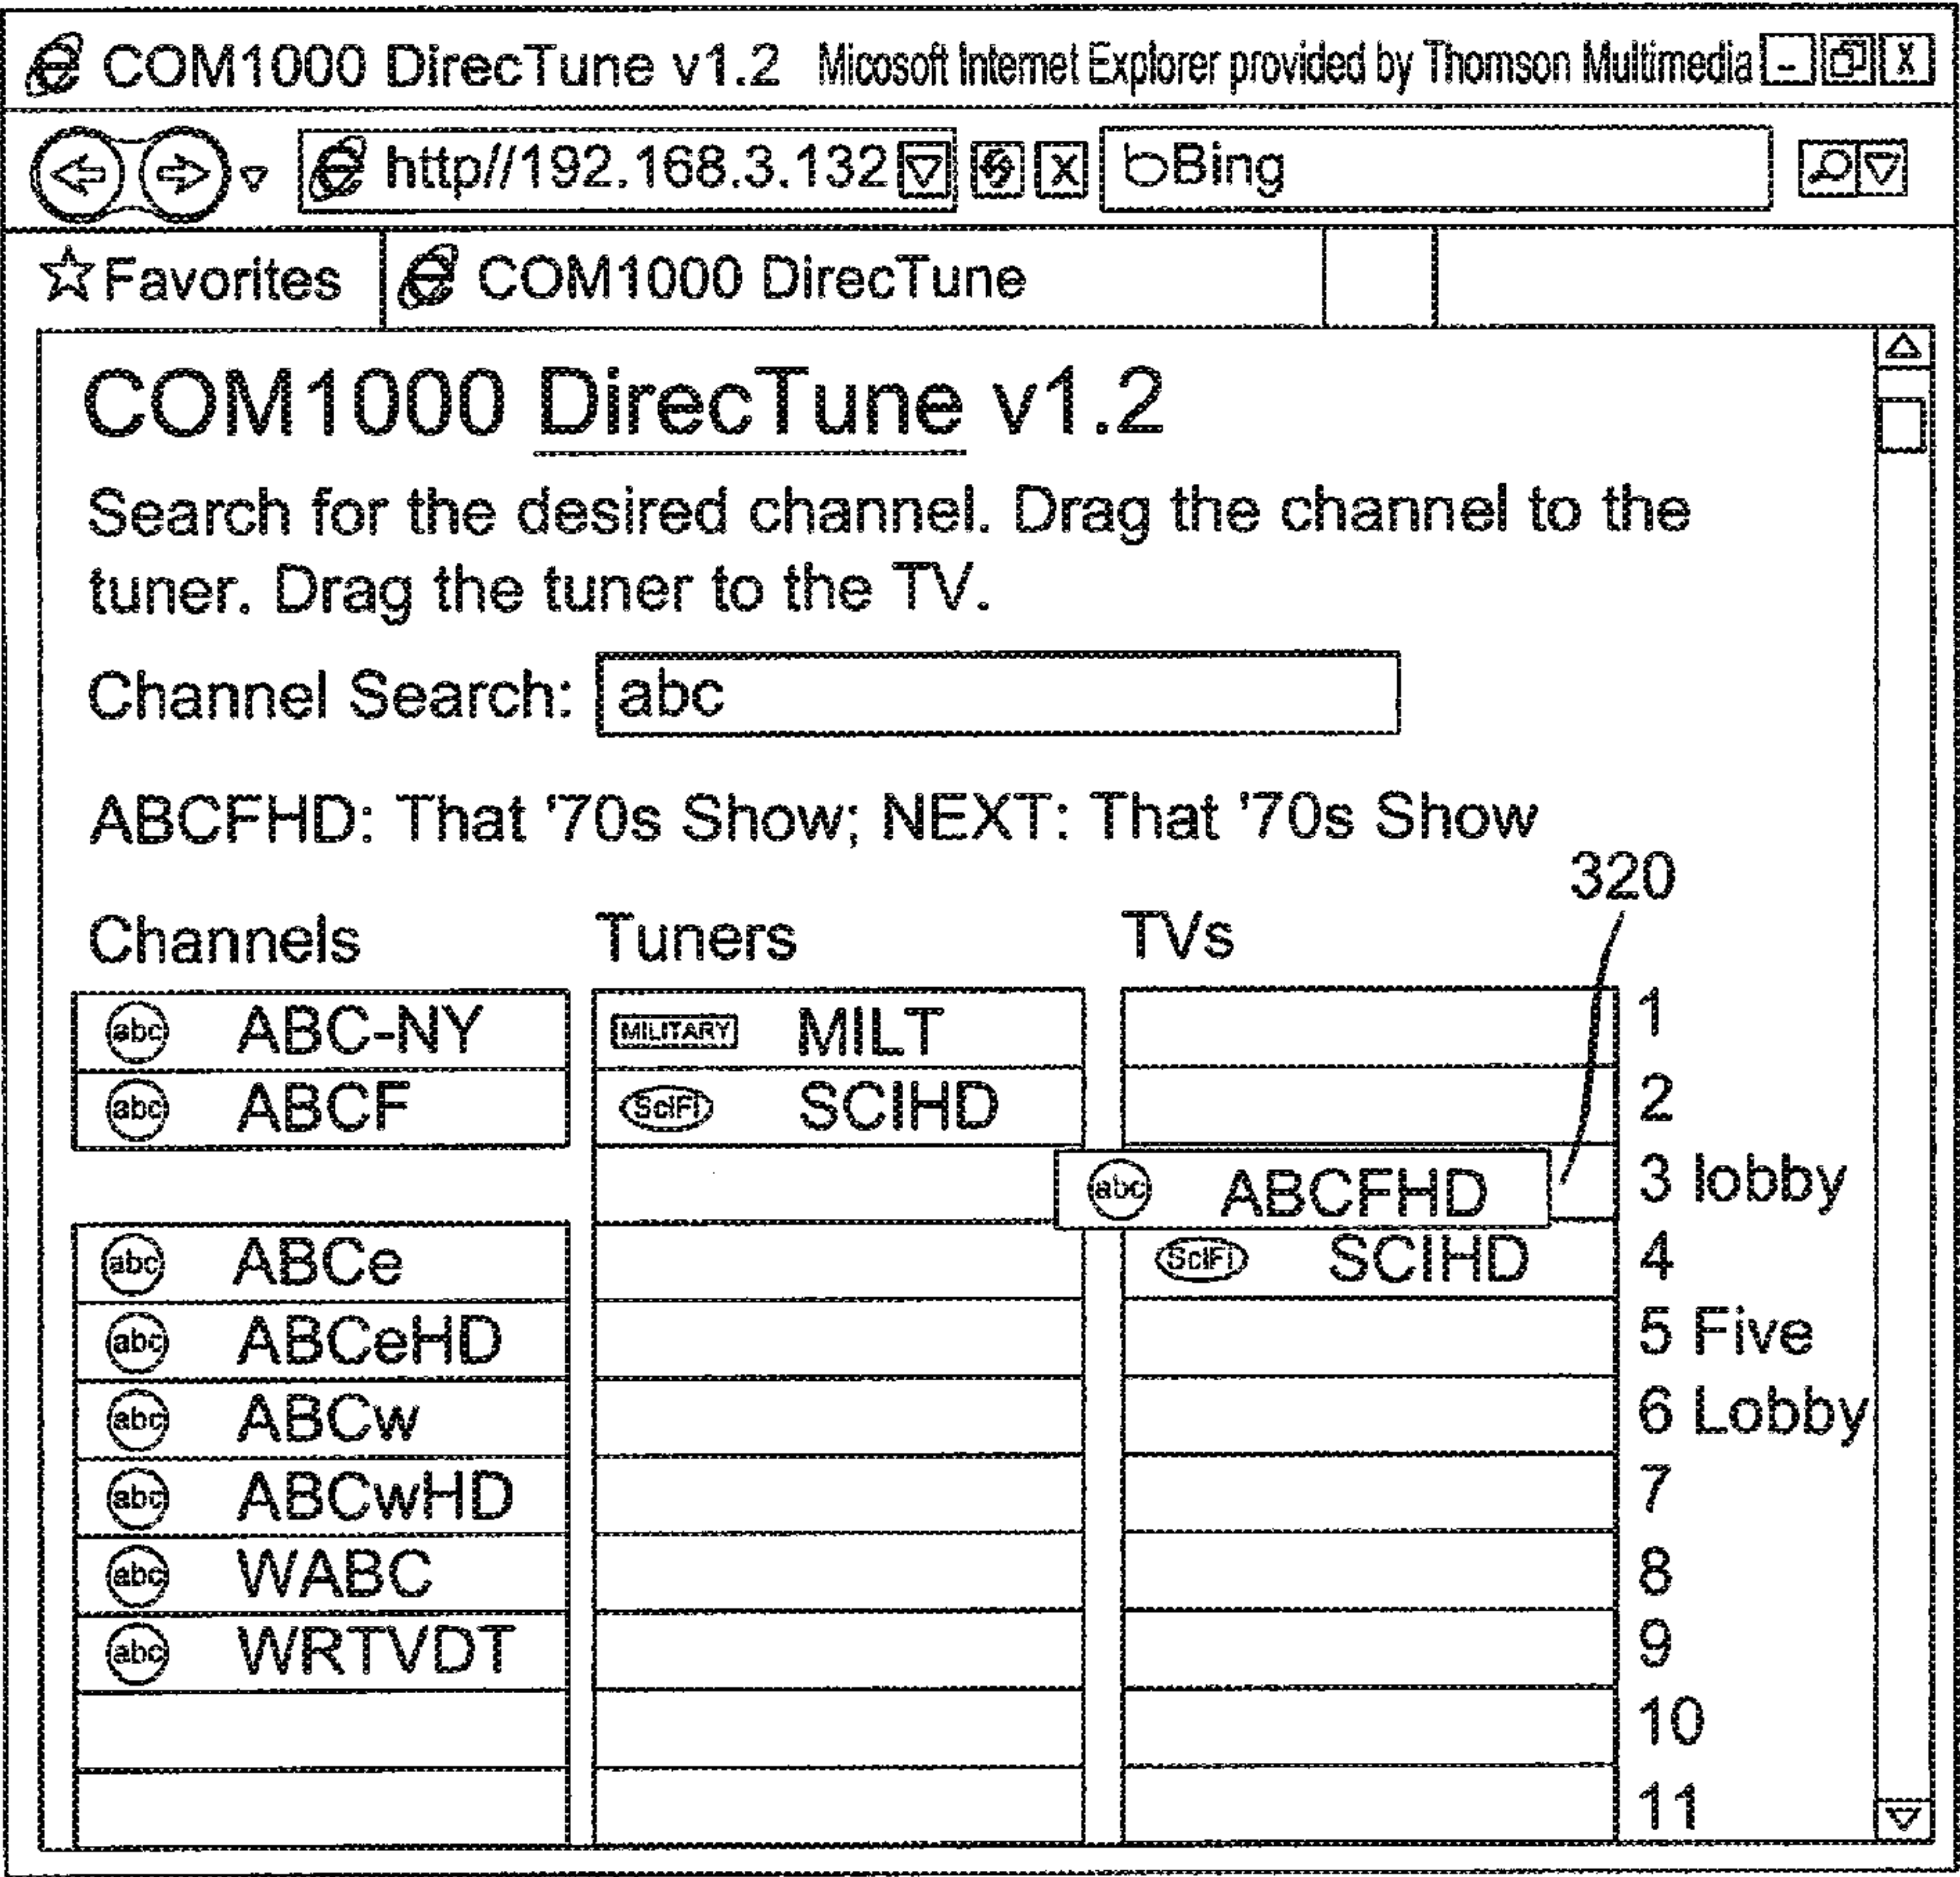 COM1000 DirecTune v1.2 Micosoft Internet Explorer provided by Thomson Multimedia - X
http//192.168.3.132 X bBing
Favorites COM1000 DirecTune
COM1000 DirecTune v1.2
Search for the desired channel. Drag the channel to the
tuner. Drag the tuner to the TV.
Channel Search: abc
ABCFHD: That '70s Show; NEXT: That '70s Show
320
Channels Tuners TVs
abc ABC-NY MILITARY MILT 1
abc ABCF SciFi SCIHD 2
abc ABCFHD 3 lobby
abc ABCe SciFi SCIHD 4
abc ABCeHD 5 Five
abc ABCw 6 Lobby
abc ABCwHD 7
abc WABC 8
abc WRTVDT 9
10
11